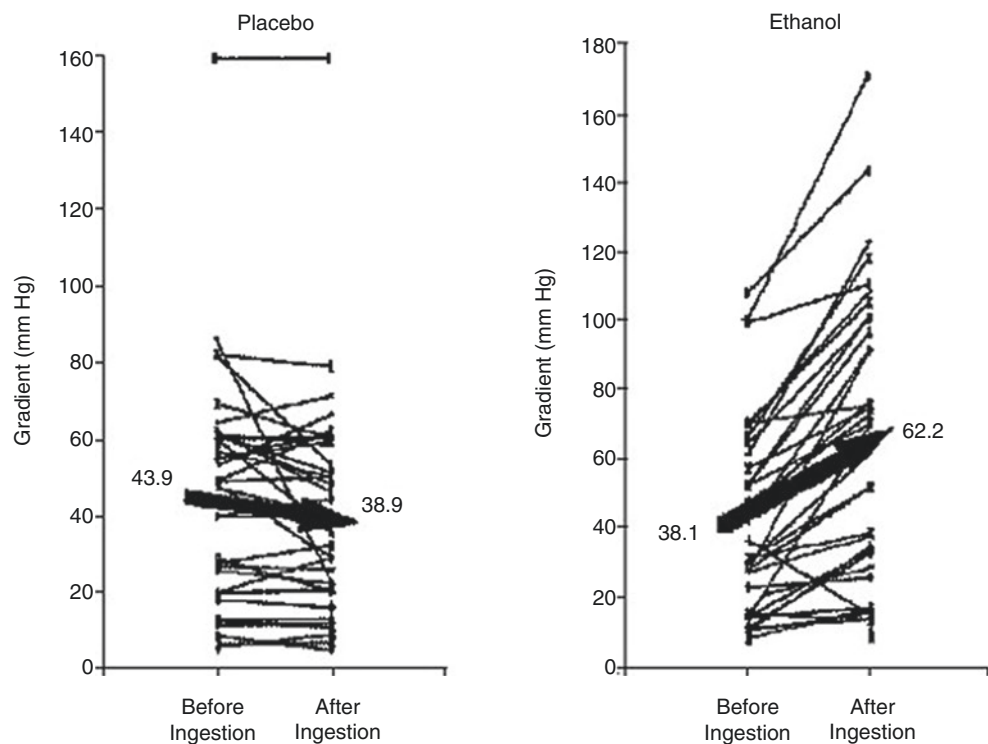 Placebo
Gradient (mm Hg)
160
140
120
100
80
60
40
20
0
43.9
38.9
Before
Ingestion
After
Ingestion
Ethanol
Gradient (mm Hg)
180
160
140
120
100
80
60
40
20
0
38.1
62.2
Before
Ingestion
After
Ingestion